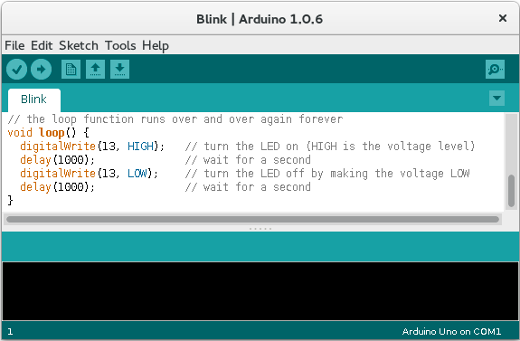 Blink | Arduino 1.0.6
File Edit Sketch Tools Help
Blink
// the loop function runs over and over again forever
void loop() {
  digitalWrite(13, HIGH);   // turn the LED on (HIGH is the voltage level)
  delay(1000);              // wait for a second
  digitalWrite(13, LOW);    // turn the LED off by making the voltage LOW
  delay(1000);              // wait for a second
}
1 Arduino Uno on COM1